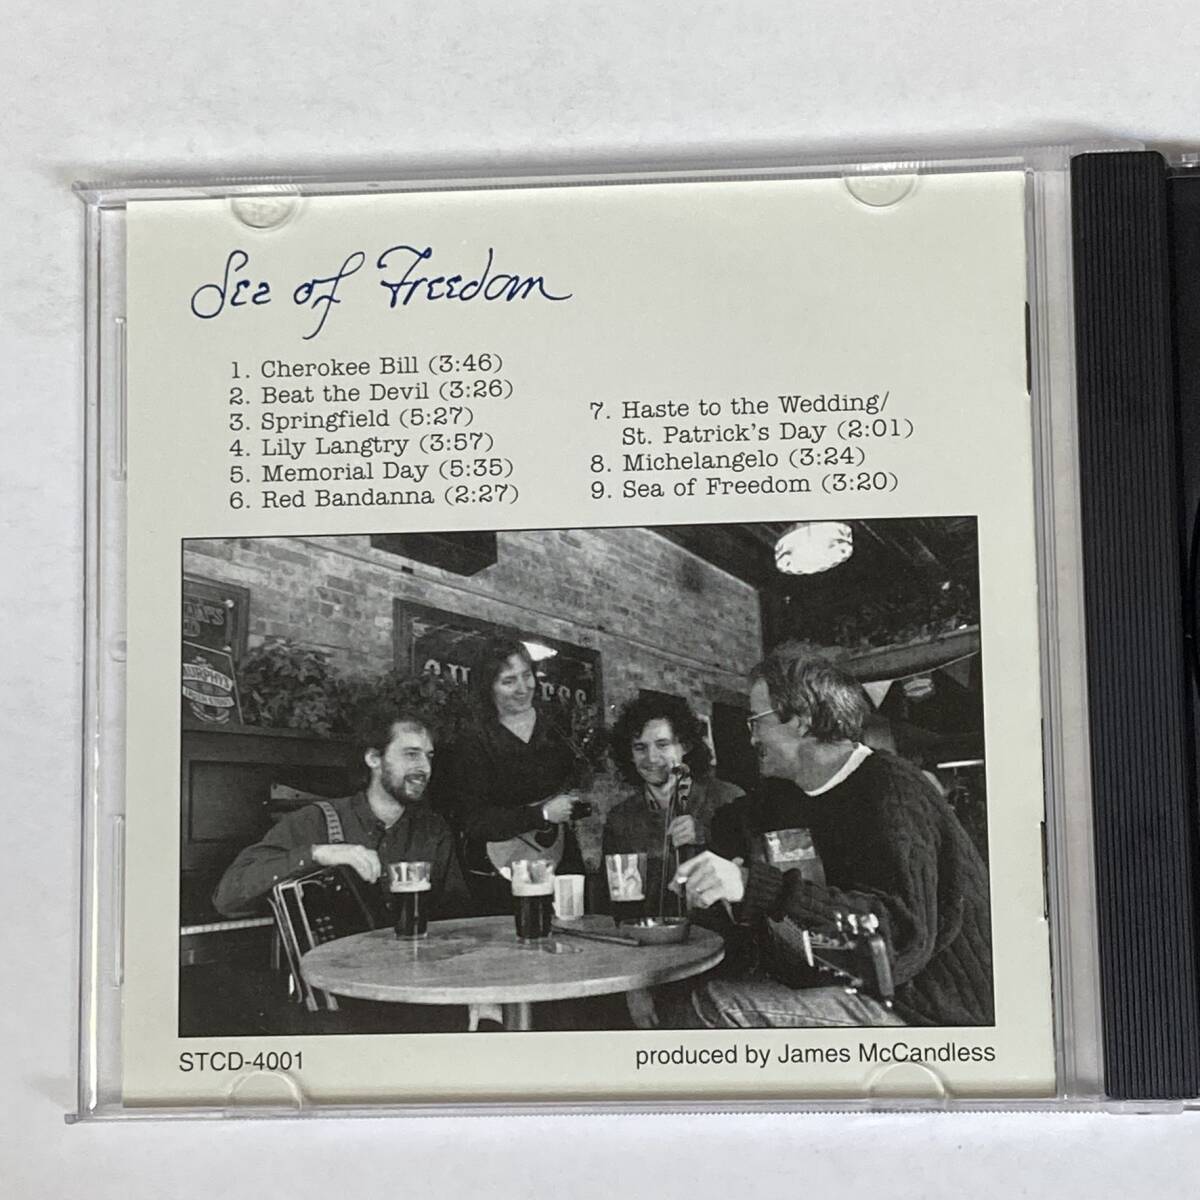 Sea of Freedom
1. Cherokee Bill (3:46)
2. Beat the Devil (3:26)
3. Springfield (5:27)
4. Lily Langtry (3:57)
5. Memorial Day (5:35)
6. Red Bandanna (2:27)
7. Haste to the Wedding/
St. Patrick's Day (2:01)
8. Michelangelo (3:24)
9. Sea of Freedom (3:20)
MURPHY'S
STCD-4001
produced by James McCandless